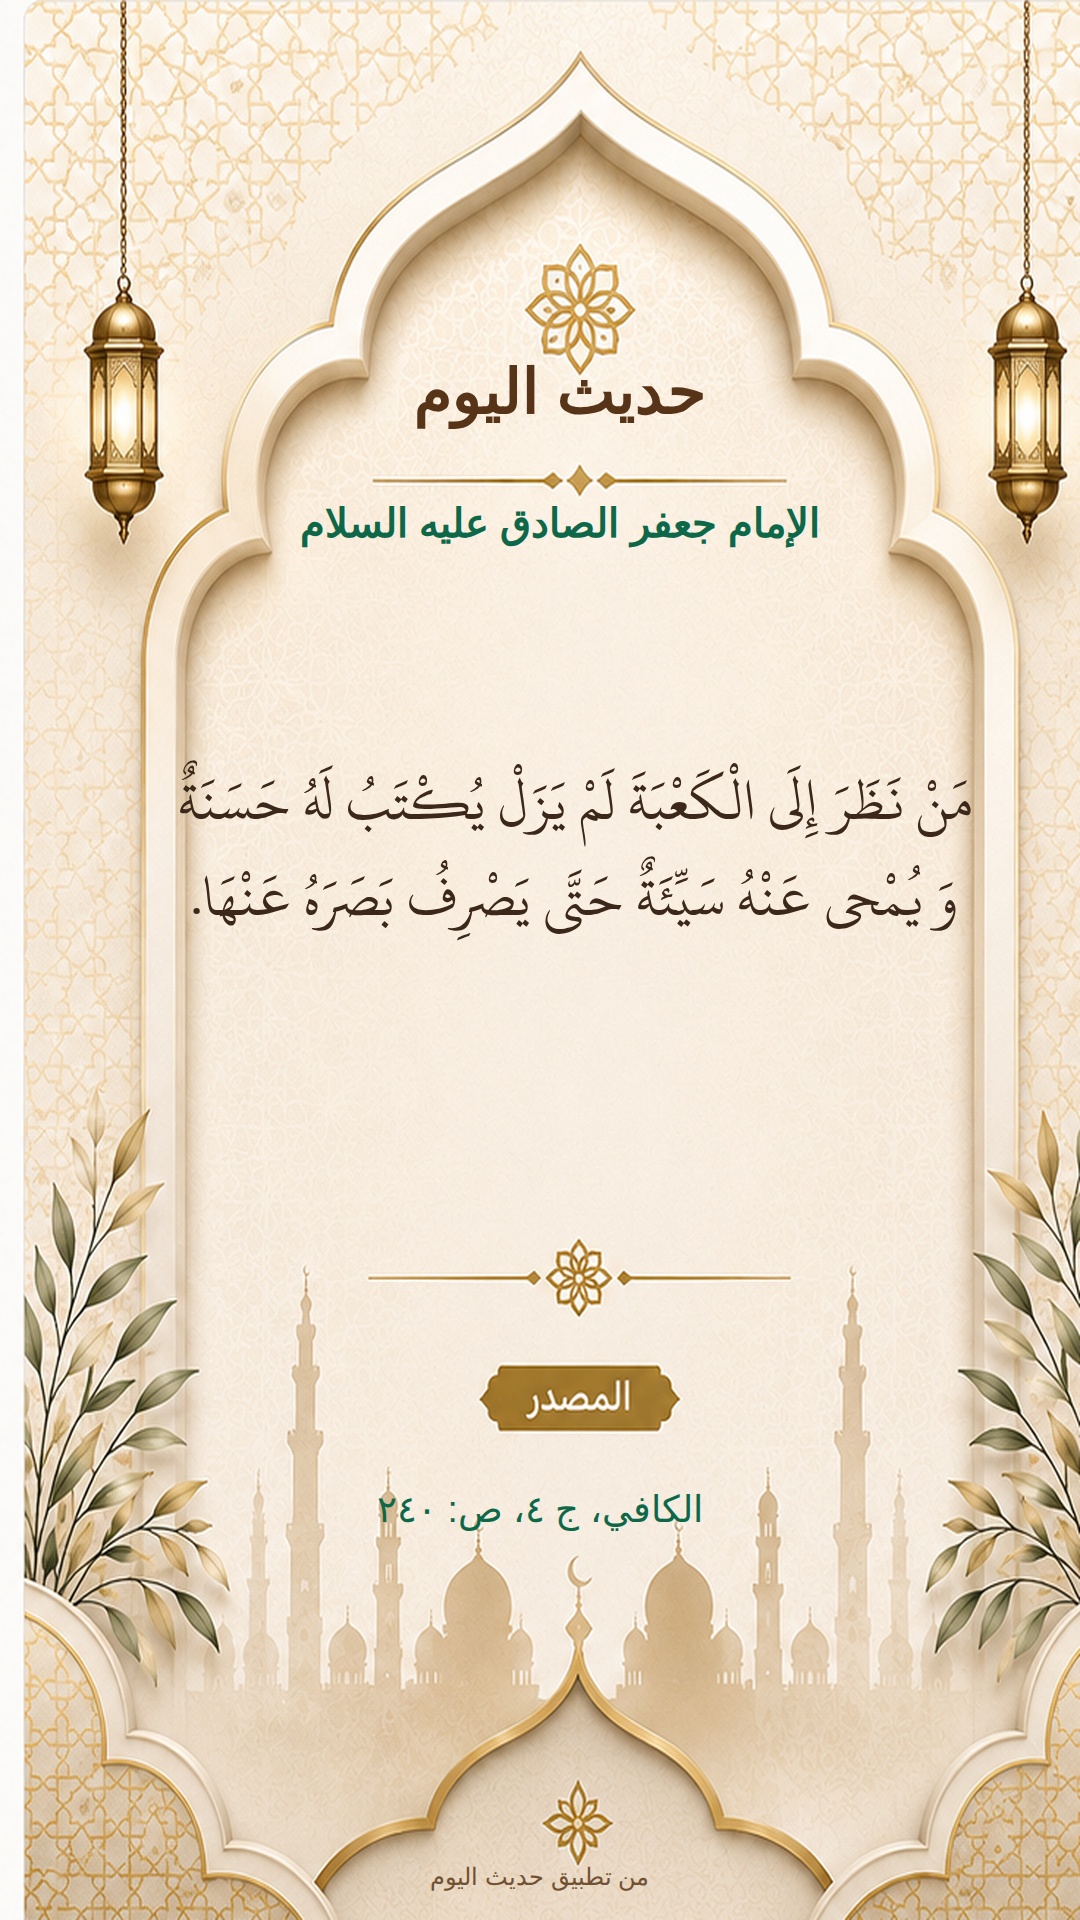 حديث اليوم
الإمام جعفر الصادق عليه السلام
مَنْ نَظَرَ إِلَى الْكَعْبَةَ لَمْ يَزَلْ يُكْتَبُ لَهُ حَسَنَةٌ
وَ يُمْحى عَنْهُ سَيِّئَةٌ حَتَّى يَصْرِفُ بَصَرَهُ عَنْهَا.
المصدر
الكافي، ج ٤، ص: ٢٤٠
من تطبيق حديث اليوم